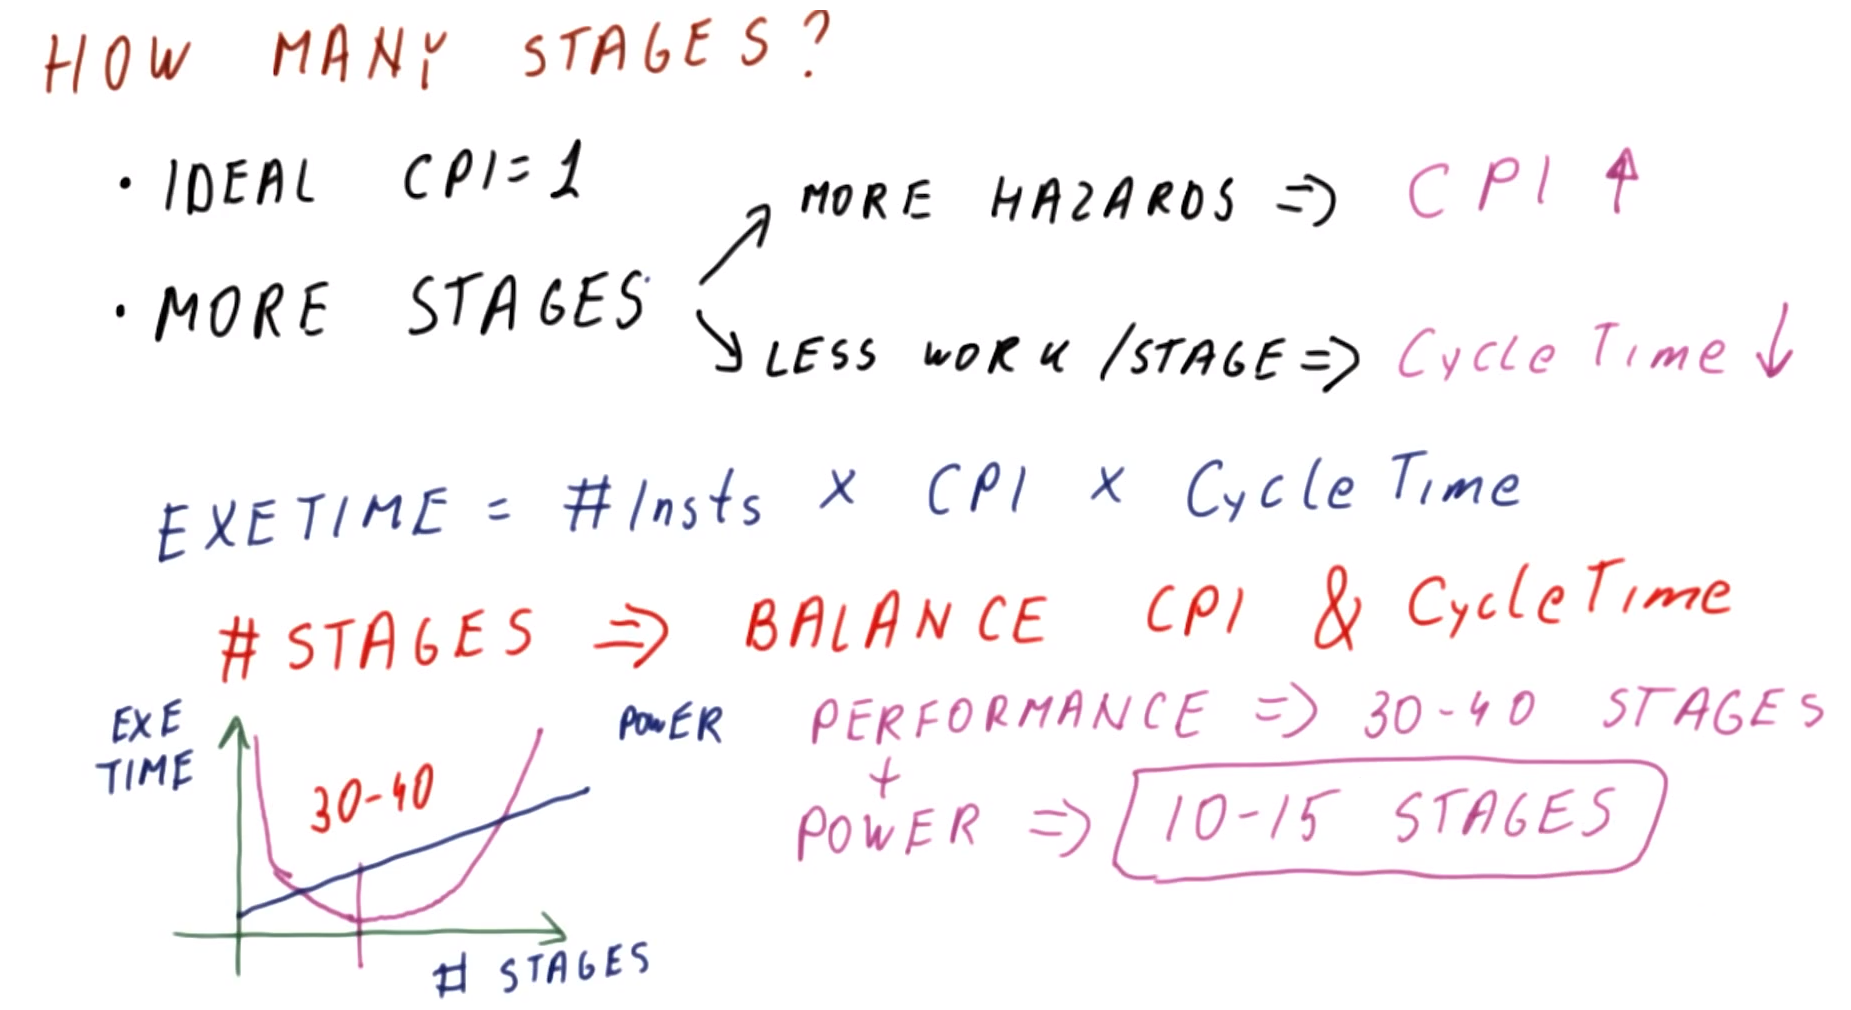 HOW MANY STAGES?
• IDEAL CPI=1
MORE HAZARDS ⇒ CPI ↑
• MORE STAGES
LESS WORK /STAGE ⇒ Cycle Time ↓
EXETIME = #Insts x CPI x Cycle Time
# STAGES ⇒ BALANCE CPI & Cycle Time
EXE TIME
30-40
POWER
# STAGES
PERFORMANCE ⇒ 30-40 STAGES
+
POWER ⇒ 10-15 STAGES